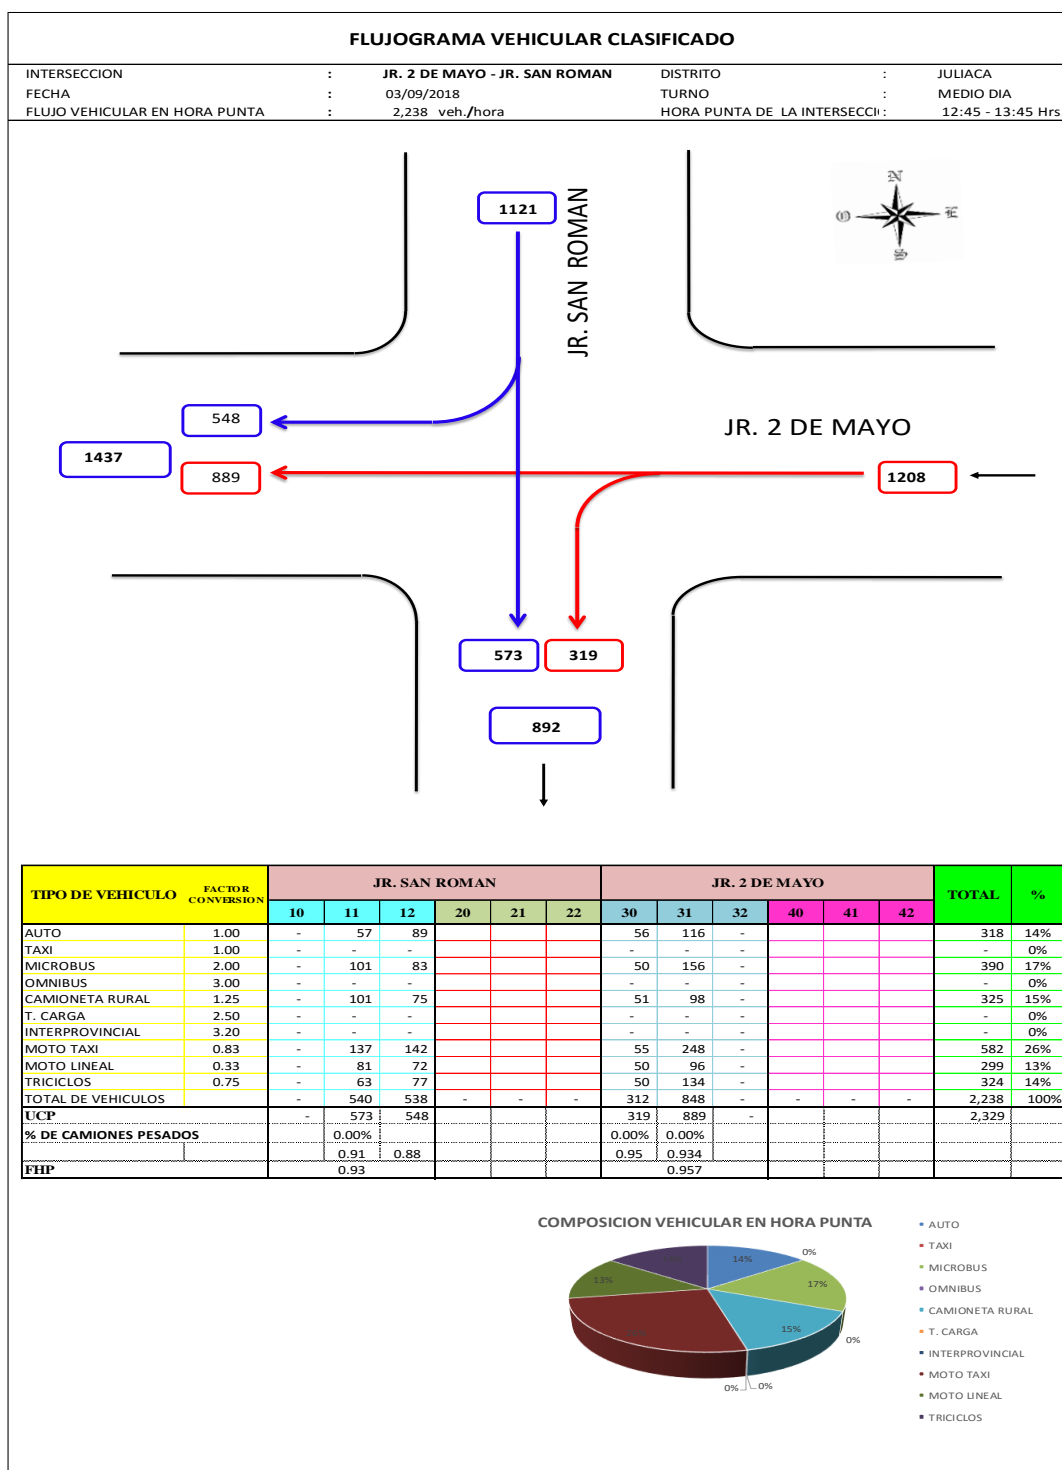 FLUJOGRAMA VEHICULAR CLASIFICADO
INTERSECCION : JR. 2 DE MAYO - JR. SAN ROMAN DISTRITO : JULIACA
FECHA : 03/09/2018 TURNO : MEDIO DIA
FLUJO VEHICULAR EN HORA PUNTA : 2,238 veh./hora HORA PUNTA DE LA INTERSECCI : 12:45 - 13:45 Hrs
N
O E
S
1121
JR. SAN ROMAN
548
JR. 2 DE MAYO
1437
889
1208
573 319
892
TIPO DE VEHICULO FACTOR CONVERSION JR. SAN ROMAN JR. 2 DE MAYO TOTAL %
10 11 12 20 21 22 30 31 32 40 41 42
AUTO 1.00 - 57 89 56 116 - 318 14%
TAXI 1.00 - - - - - - - 0%
MICROBUS 2.00 - 101 83 50 156 - 390 17%
OMNIBUS 3.00 - - - - - - - 0%
CAMIONETA RURAL 1.25 - 101 75 51 98 - 325 15%
T. CARGA 2.50 - - - - - - - 0%
INTERPROVINCIAL 3.20 - - - - - - - 0%
MOTO TAXI 0.83 - 137 142 55 248 - 582 26%
MOTO LINEAL 0.33 - 81 72 50 96 - 299 13%
TRICICLOS 0.75 - 63 77 50 134 - 324 14%
TOTAL DE VEHICULOS - 540 538 - - - 312 848 - - - - 2,238 100%
UCP - 573 548 319 889 - 2,329
% DE CAMIONES PESADOS 0.00% 0.00% 0.00%
0.91 0.88 0.95 0.934
FHP 0.93 0.957
COMPOSICION VEHICULAR EN HORA PUNTA
14%
0%
17%
0%
15%
0%
0%
13%
AUTO
TAXI
MICROBUS
OMNIBUS
CAMIONETA RURAL
T. CARGA
INTERPROVINCIAL
MOTO TAXI
MOTO LINEAL
TRICICLOS